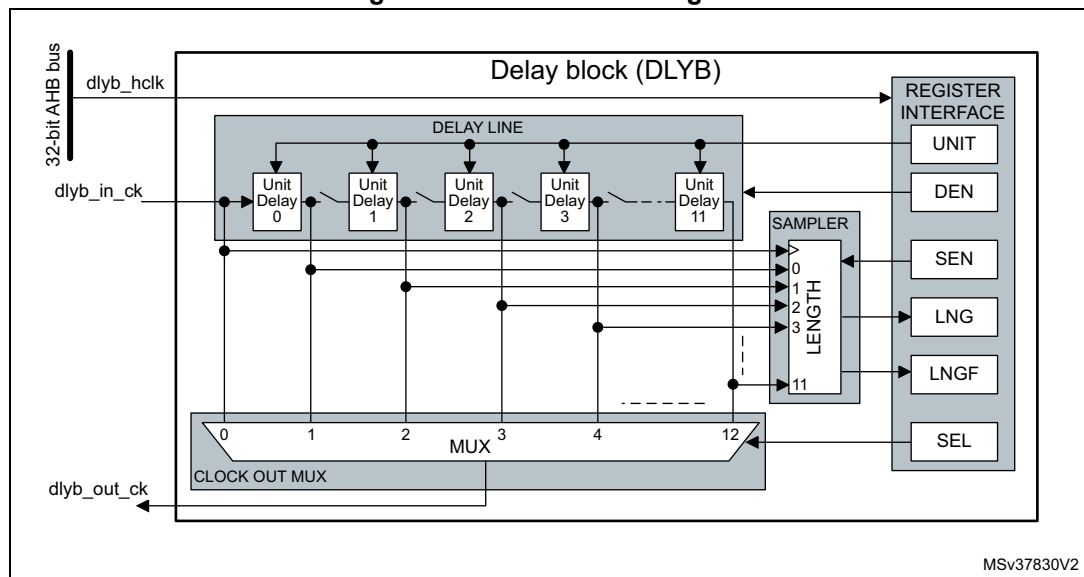 32-bit AHB bus
dlyb_hclk
Delay block (DLYB)
REGISTER
INTERFACE
DELAY LINE
UNIT
dlyb_in_ck
Unit
Delay
0
Unit
Delay
1
Unit
Delay
2
Unit
Delay
3
Unit
Delay
11
DEN
SAMPLER
SEN
0
1
2
3
11
LENGTH
LNG
LNGF
0
1
2
3
4
12
MUX
SEL
CLOCK OUT MUX
dlyb_out_ck
MSv37830V2